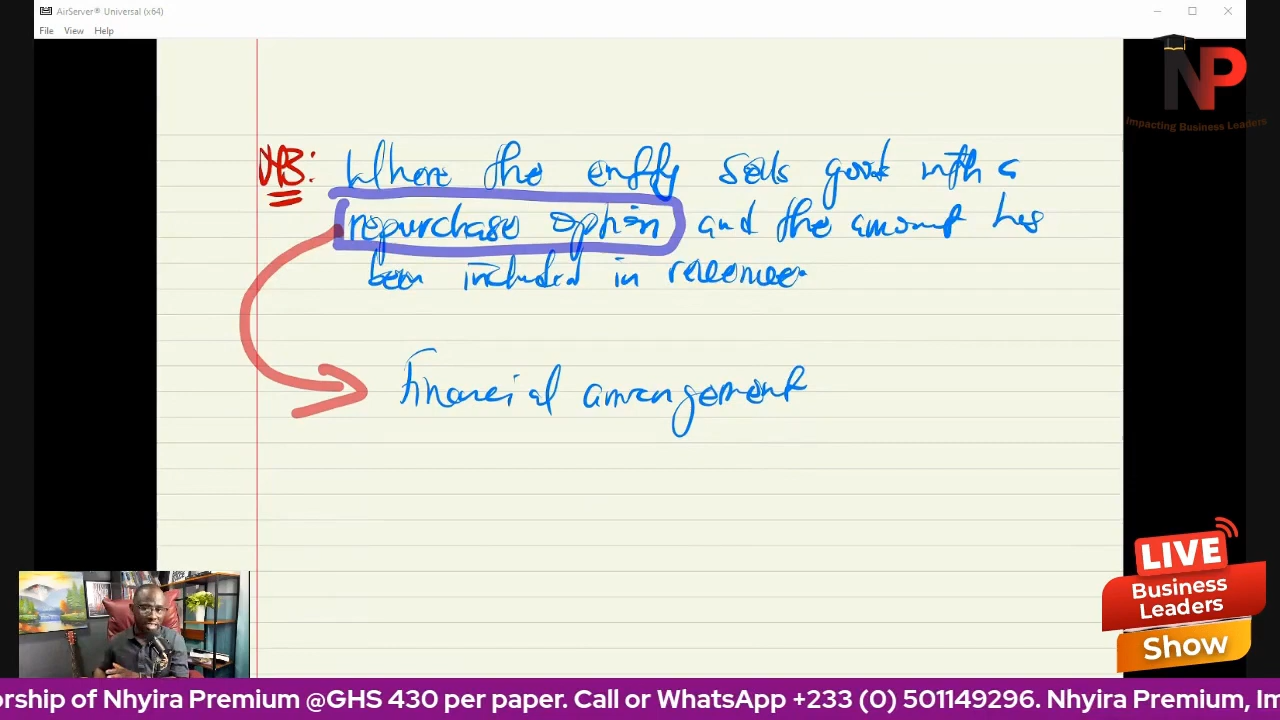 AirServer® Universal (x64)
File View Help
NP
Impacting Business Leaders
NB: Where the entity sells goods with a
repurchase option and the amount has
been included in revenue.
Financial arrangement
LIVE
Business
Leaders
Show
orship of Nhyira Premium @GHS 430 per paper. Call or WhatsApp +233 (0) 501149296. Nhyira Premium, Im